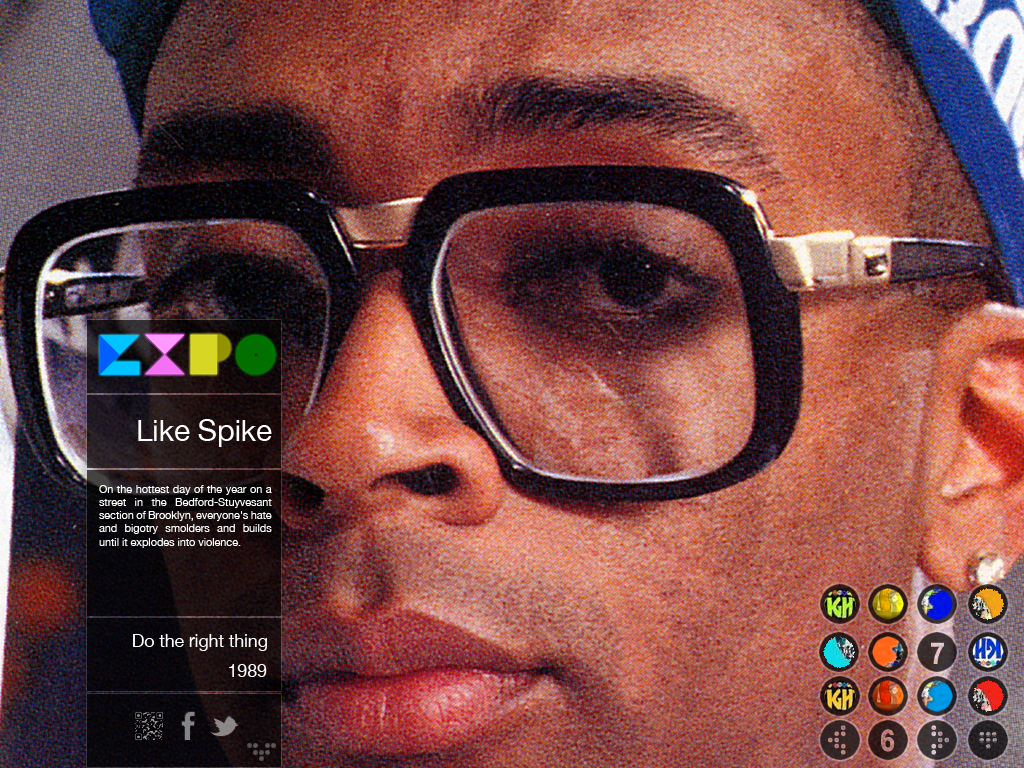 EXPO
Like Spike
On the hottest day of the year on a
street in the Bedford-Stuyvesant
section of Brooklyn, everyone's hate
and bigotry smolders and builds
until it explodes into violence.
Do the right thing
1989
f
7
6